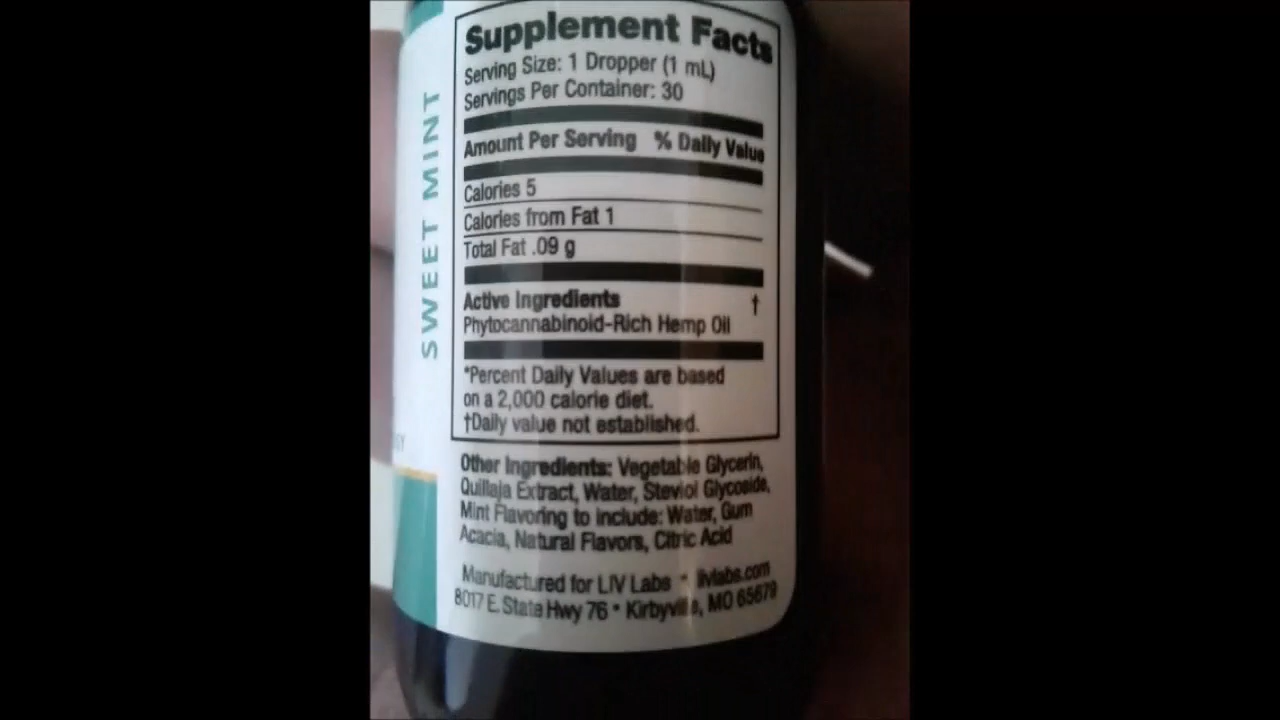 SWEET MINT
Supplement Facts
Serving Size: 1 Dropper (1 mL)
Servings Per Container: 30
Amount Per Serving % Daily Value
Calories 5
Calories from Fat 1
Total Fat .09 g
Active Ingredients †
Phytocannabinoid-Rich Hemp Oil
*Percent Daily Values are based
on a 2,000 calorie diet.
†Daily value not established.
Other Ingredients: Vegetable Glycerin,
Quillaja Extract, Water, Steviol Glycoside,
Mint Flavoring to include: Water, Gum
Acacia, Natural Flavors, Citric Acid
Manufactured for LIV Labs • livlabs.com
8017 E. State Hwy 76 • Kirbyville, MO 65679